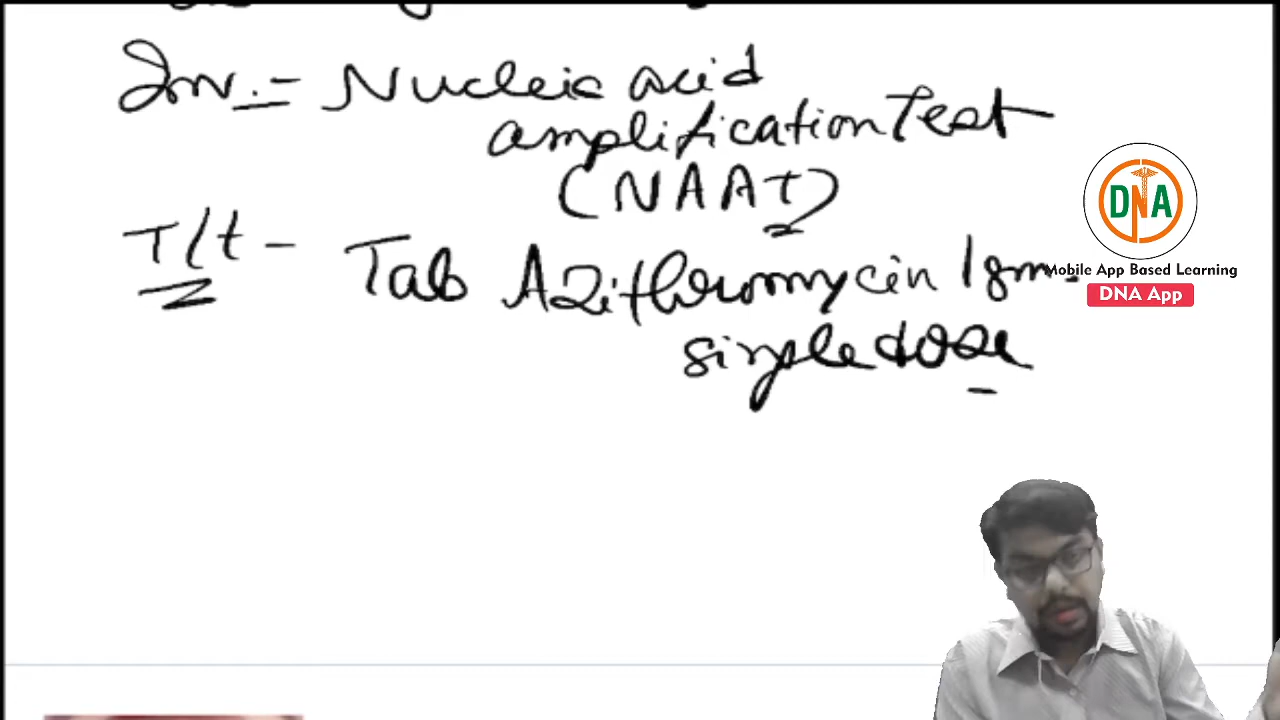 Inv. :- Nucleic acid
amplification Test
(NAAT)
T/t - Tab Azithromycin 1gm.
single dose
DNA
Mobile App Based Learning
DNA App